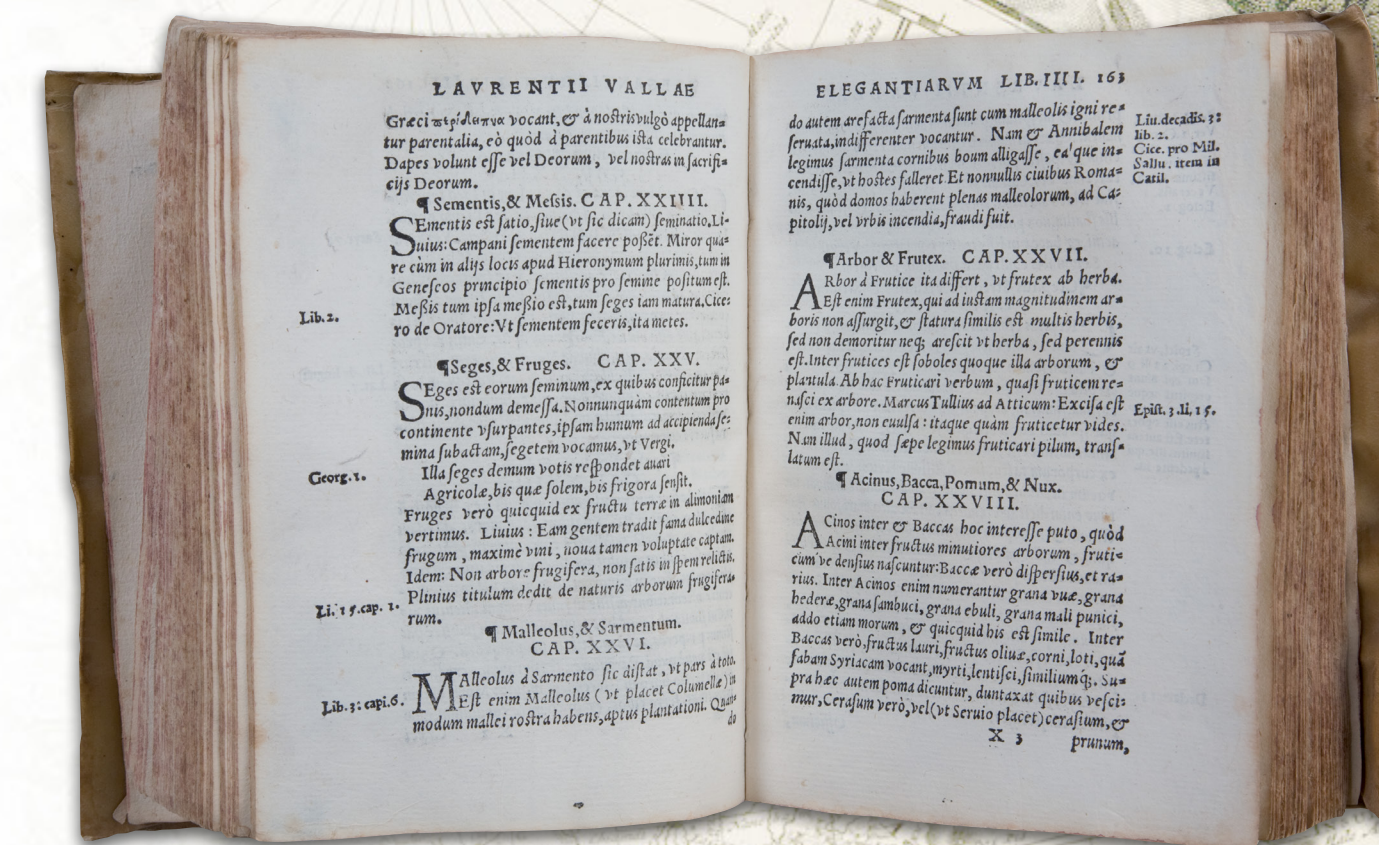 LAVRENTII VALLAE
Græci περίδειπνα vocant, & à nostris vulgò appellan=
tur parentalia, eò quòd à parentibus ista celebrantur.
Dapes volunt esse vel Deorum, vel nostras in sacrifi=
cijs Deorum.
¶ Sementis, & Messis. CAP. XXIIII.
SEmentis est satio, siue (vt sic dicam) seminatio. Li-
uius: Campani sementem facere possēt. Miror qua=
re cùm in alijs locis apud Hieronymum plurimis, tum in
Geneseos principio sementis pro semine positum est.
Messis tum ipsa messio est, tum seges iam matura. Cice=
Lib. 2.
ro de Oratore: Vt sementem feceris, ita metes.
¶ Seges, & Fruges. CAP. XXV.
SEges est eorum seminum, ex quibus conficitur pa=
nis, nondum demessa. Nonnunquàm contentum pro
continente vsurpantes, ipsam humum ad accipienda se=
mina subactam, segetem vocamus, vt Vergi.
Georg. 1.
Illa seges demum votis respondet auari
Agricolæ, bis quæ solem, bis frigora sensit.
Fruges verò quicquid ex fructu terræ in alimoniam
vertimus. Liuius: Eam gentem tradit fama dulcedine
frugum, maximè vini, noua tamen voluptate captam.
Idem: Non arbore frugifera, non satis in spem relictis.
Li. 15. cap. 1.
Plinius titulum dedit de naturis arborum frugifera=
rum.
¶ Malleolus, & Sarmentum.
CAP. XXVI.
MAlleolus à Sarmento sic distat, vt pars à toto.
Lib. 3: capi. 6.
Est enim Malleolus (vt placet Columellæ) in
modum mallei rostra habens, aptus plantationi. Quan=
do
ELEGANTIARVM LIB. IIII. 163
do autem arefacta sarmenta sunt cum malleolis igni re=
Liu. decadis. 3:
lib. 2.
Cice. pro Mil.
Sallu. item in
Catil.
seruata, indifferenter vocantur. Nam & Annibalem
legimus sarmenta cornibus boum alligasse, ea'que in=
cendisse, vt hostes falleret. Et nonnullis ciuibus Roma=
nis, quòd domos haberent plenas malleolorum, ad Ca=
pitolij, vel vrbis incendia, fraudi fuit.
¶ Arbor & Frutex. CAP. XXVII.
ARbor à Frutice ita differt, vt frutex ab herba.
Est enim Frutex, qui ad iustam magnitudinem ar=
boris non assurgit, & statura similis est multis herbis,
sed non demoritur neq; arescit vt herba, sed perennis
est. Inter frutices est soboles quoque illa arborum, &
plantula. Ab hac Fruticari verbum, quasi fruticem re=
nasci ex arbore. Marcus Tullius ad Atticum: Excisa est
Epist. 3. li. 15.
enim arbor, non euulsa: itaque quàm fruticetur vides.
Nam illud, quod sæpe legimus fruticari pilum, trans=
latum est.
¶ Acinus, Bacca, Pomum, & Nux.
CAP. XXVIII.
ACinos inter & Baccas hoc interesse puto, quòd
Acini inter fructus minutiores arborum, fruti=
cum ve densius nascuntur: Baccæ verò dispersius, et ra=
rius. Inter Acinos enim numerantur grana vuæ, grana
hederæ, grana sambuci, grana ebuli, grana mali punici,
addo etiam morum, & quicquid his est simile. Inter
Baccas verò, fructus lauri, fructus oliuæ, corni, loti, quā
fabam Syriacam vocant, myrti, lentisci, similiumq́;. Su=
pra hæc autem poma dicuntur, duntaxat quibus vesci=
mur, Cerasum verò, vel (vt Seruio placet) cerasium, &
X 3
prunum,